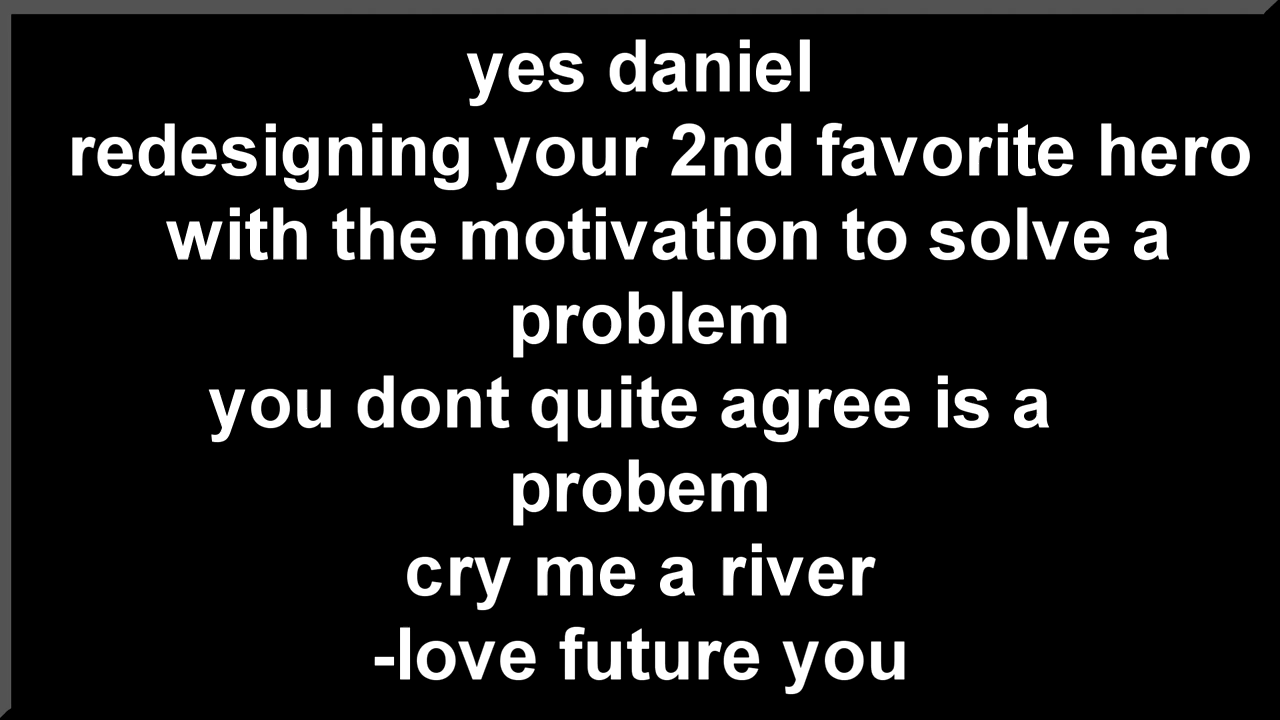 yes daniel
redesigning your 2nd favorite hero
with the motivation to solve a
problem
you dont quite agree is a
probem
cry me a river
-love future you